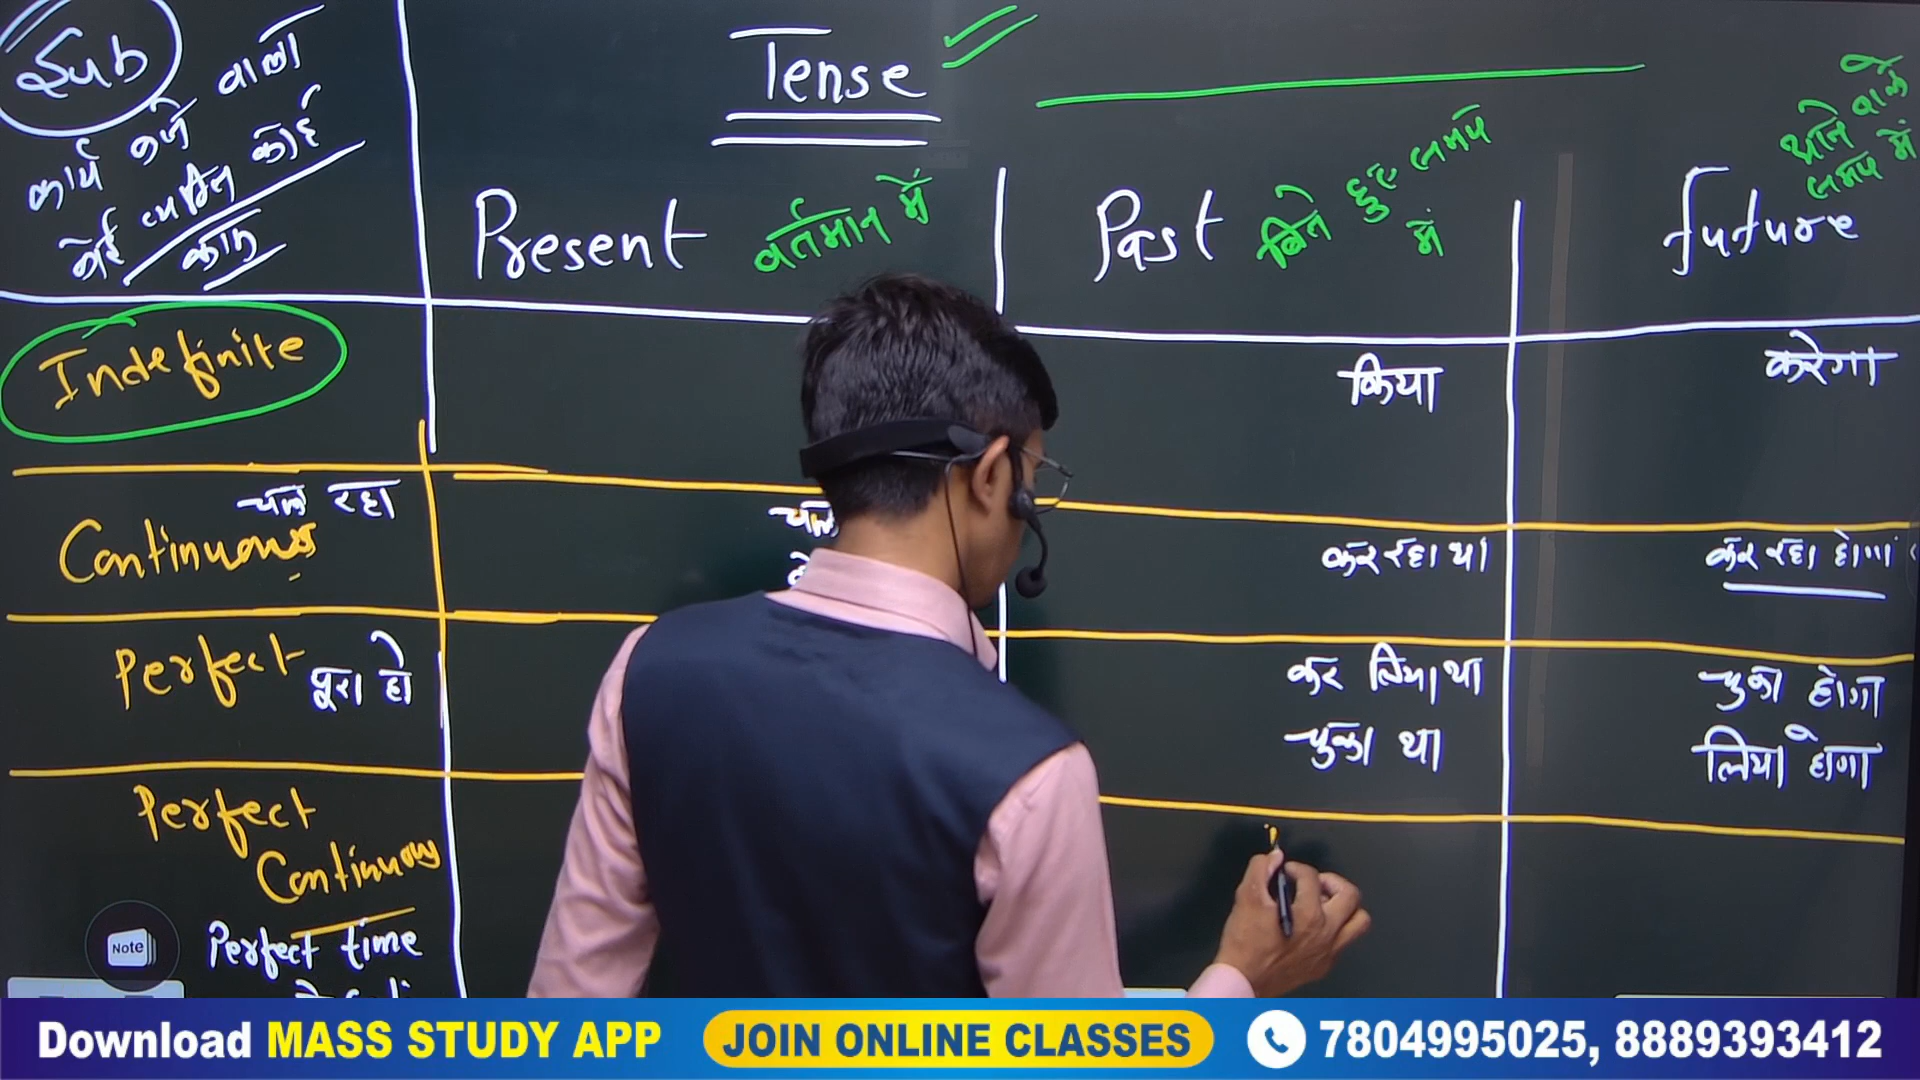 Sub
कार्य करने वाला
कोई व्यक्ति कोई
काम
Tense
Present वर्तमान में
Past बिते हुए समय में
future आने वाले समय में
Indefinite
किया
करेगा
Continuous चल रहा
चल
कर रहा था
कर रहा होगा
Perfect पूरा हो
कर लिया था
चुका था
चुका होगा
लिया होगा
Perfect
Continuous
Perfect time
Note
Download MASS STUDY APP
JOIN ONLINE CLASSES
7804995025, 8889393412